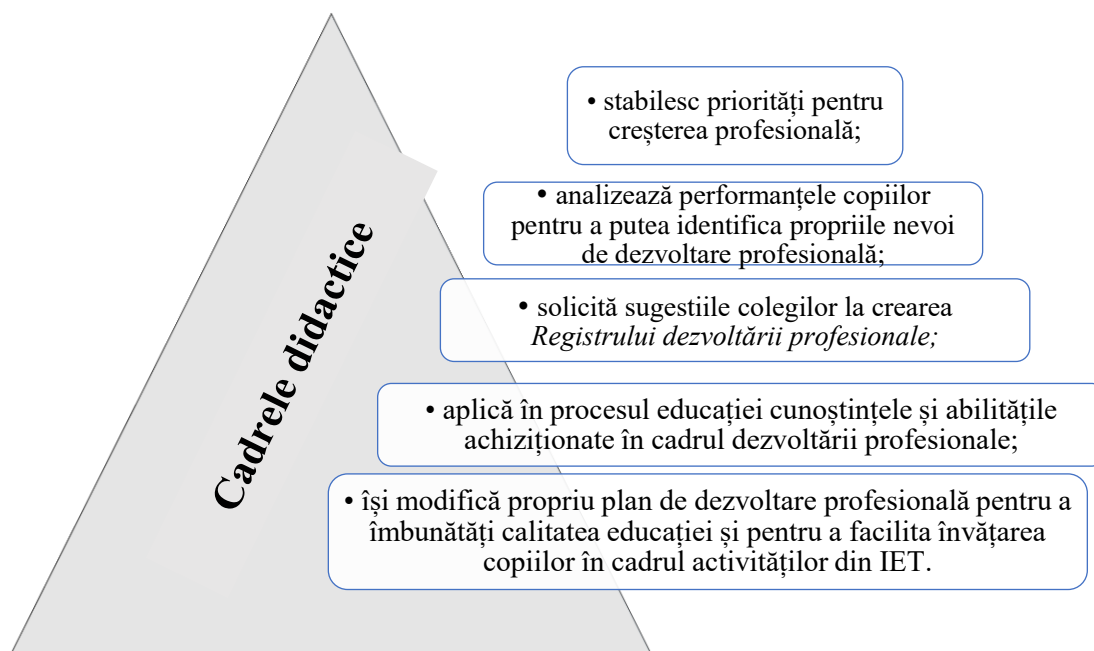 Cadrele didactice
• stabilesc priorități pentru
creșterea profesională;
• analizează performanțele copiilor
pentru a putea identifica propriile nevoi
de dezvoltare profesională;
• solicită sugestiile colegilor la crearea
Registrului dezvoltării profesionale;
• aplică în procesul educației cunoștințele și abilitățile
achiziționate în cadrul dezvoltării profesionale;
• își modifică propriu plan de dezvoltare profesională pentru a
îmbunătăți calitatea educației și pentru a facilita învățarea
copiilor în cadrul activităților din IET.